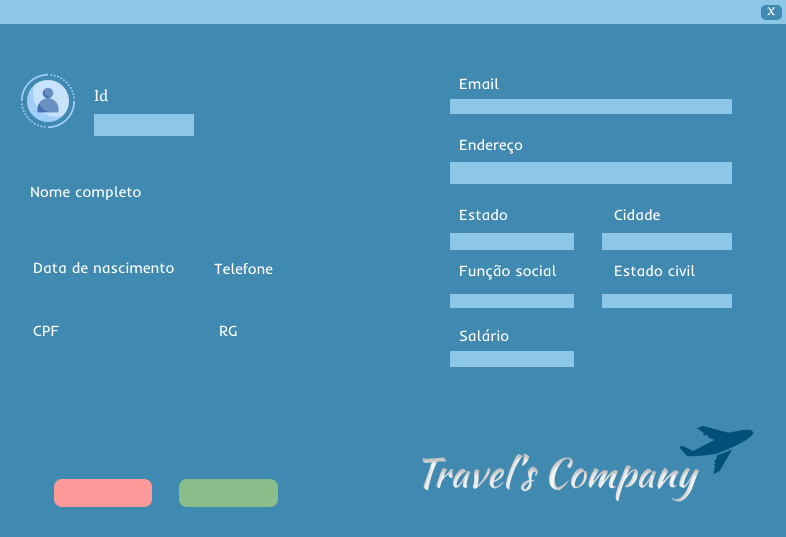 X
Id
Nome completo
Data de nascimento
Telefone
CPF
RG
Email
Endereço
Estado
Cidade
Função social
Estado civil
Salário
Travel's Company